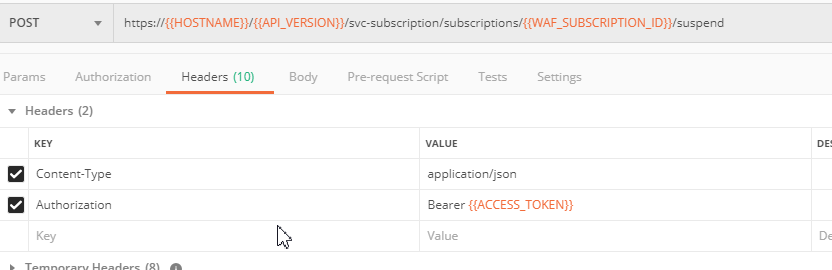 POST https://{{HOSTNAME}}/{{API_VERSION}}/svc-subscription/subscriptions/{{WAF_SUBSCRIPTION_ID}}/suspend
Params Authorization Headers (10) Body Pre-request Script Tests Settings
Headers (2)
KEY VALUE DES
Content-Type application/json
Authorization Bearer {{ACCESS_TOKEN}}
Key Value De
Temporary Headers (8) i